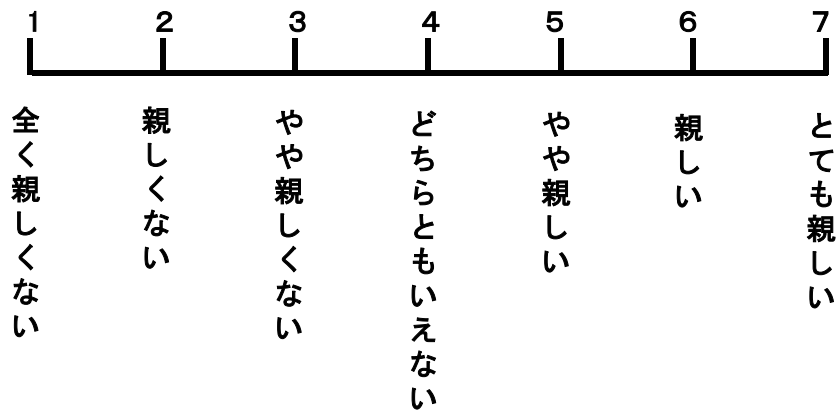 1 2 3 4 5 6 7
全く親しくない
親しくない
やや親しくない
どちらともいえない
やや親しい
親しい
とても親しい